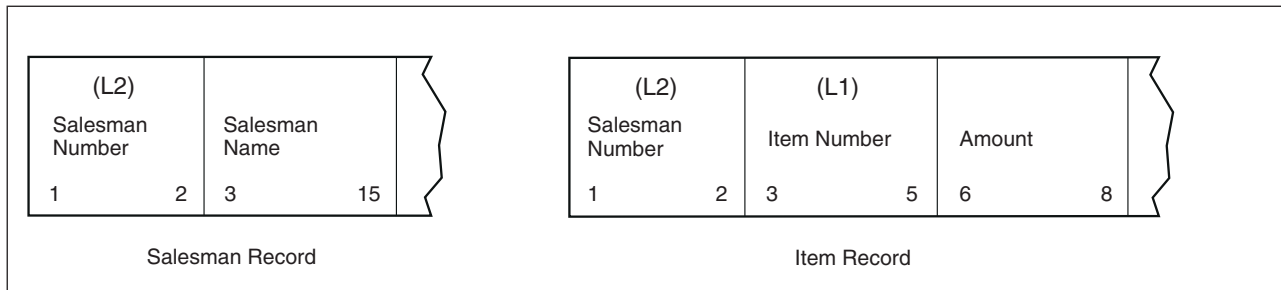 (L2)
Salesman
Number
1 2
Salesman
Name
3 15
Salesman Record
(L2)
Salesman
Number
1 2
(L1)
Item Number
3 5
Amount
6 8
Item Record